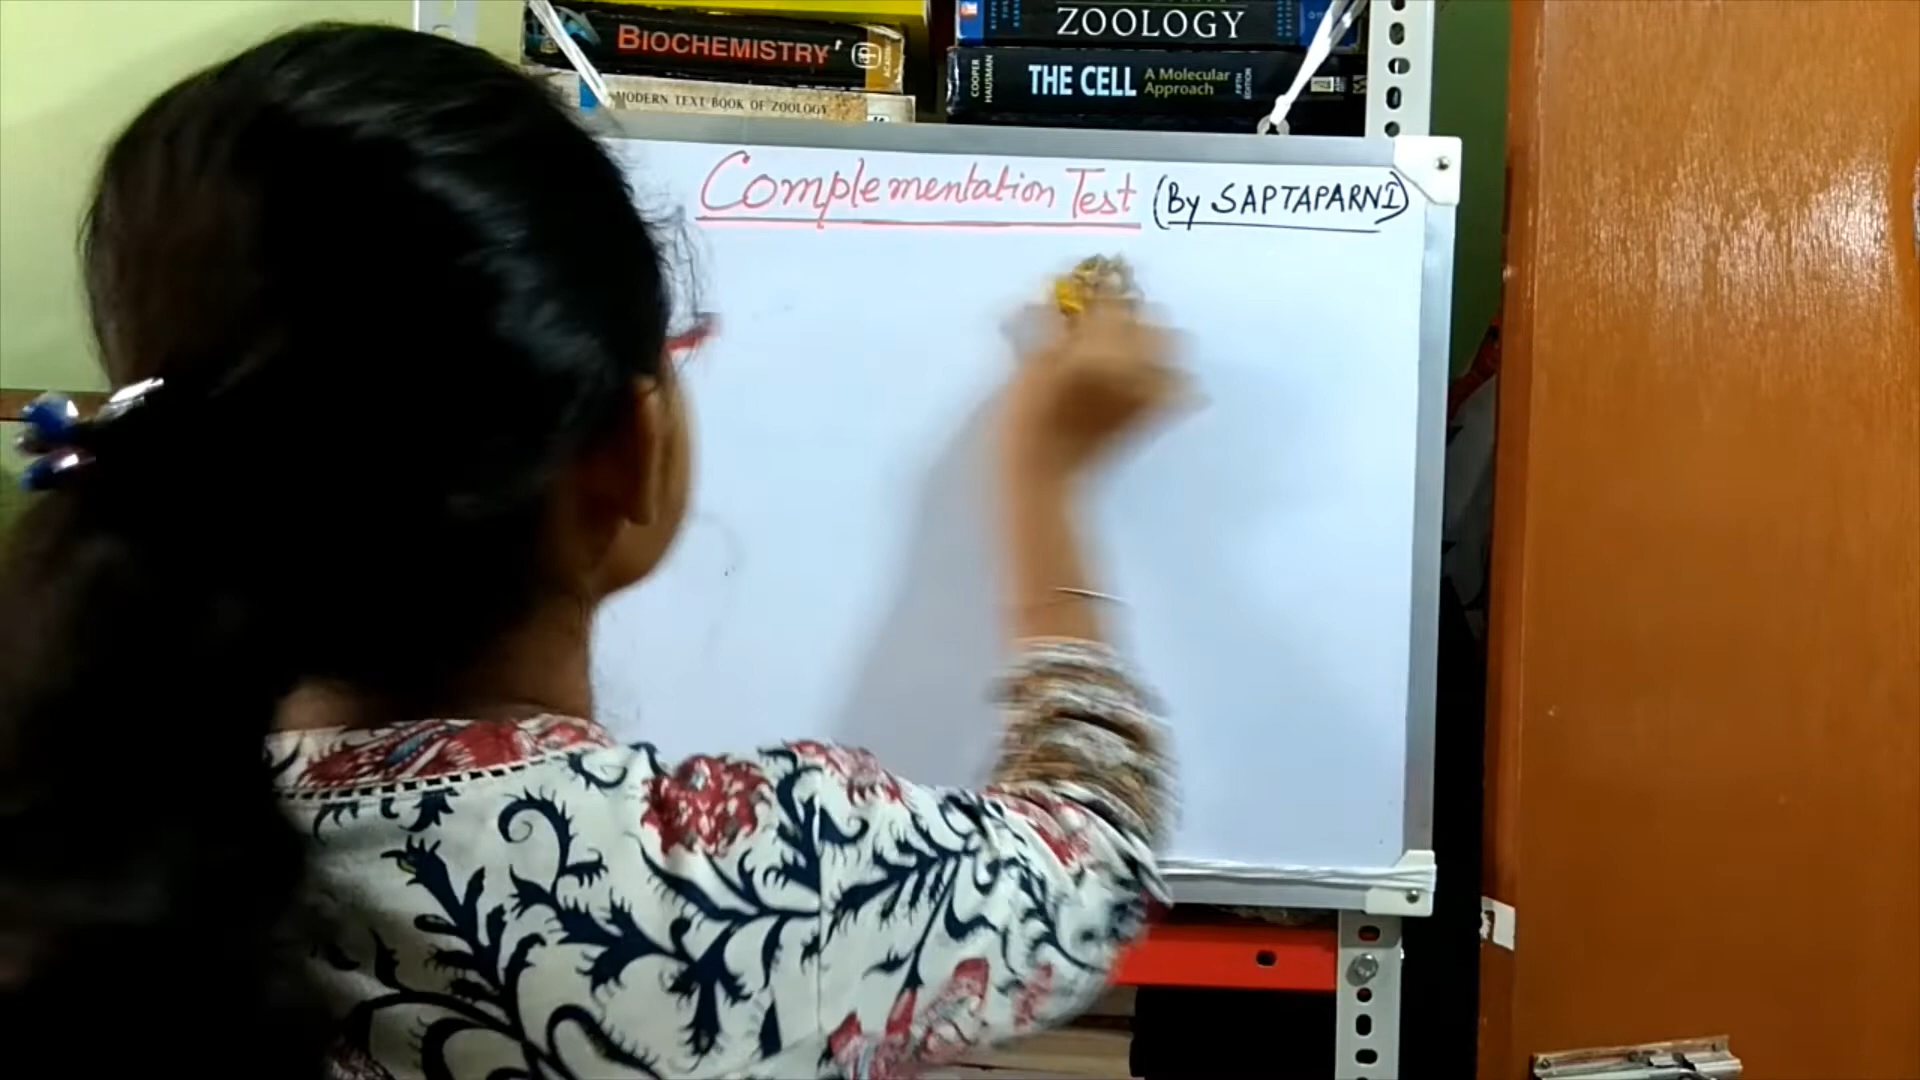 BIOCHEMISTRY
MODERN TEXT BOOK OF ZOOLOGY
ZOOLOGY
COOPER
HAUSMAN
THE CELL
A Molecular
Approach
FIFTH
EDITION
Complementation Test (By SAPTAPARNI)